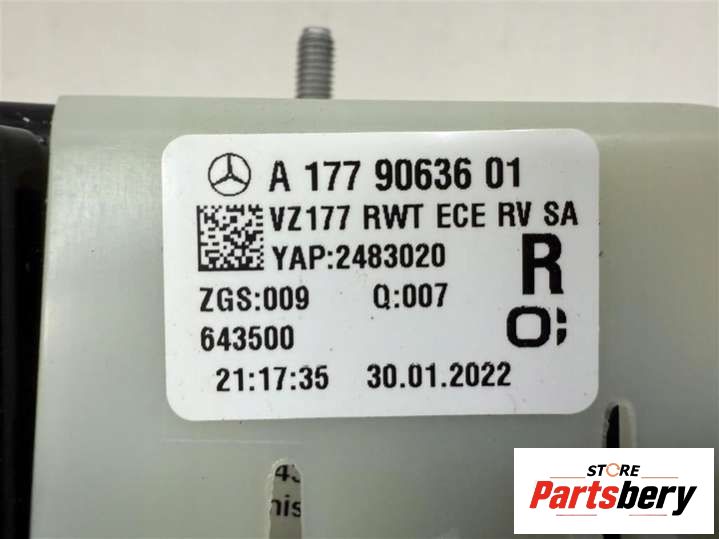 A 177 90636 01
VZ177 RWT ECE RV SA
YAP:2483020
R
ZGS:009 Q:007
643500
21:17:35 30.01.2022
STORE
Partsbery